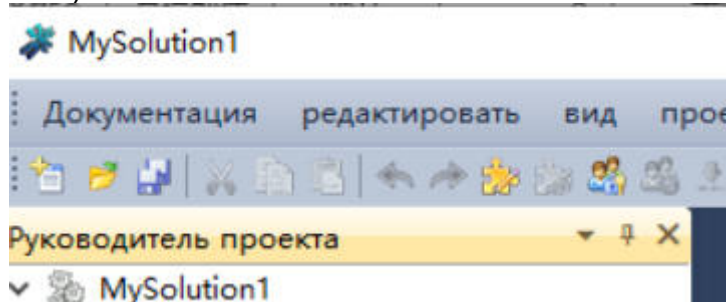 MySolution1
Документация редактировать вид
Руководитель проекта
MySolution1